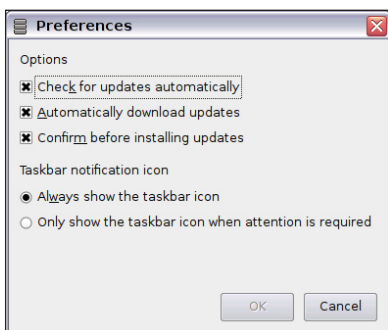 Preferences
Options
Check for updates automatically
Automatically download updates
Confirm before installing updates
Taskbar notification icon
Always show the taskbar icon
Only show the taskbar icon when attention is required
OK Cancel